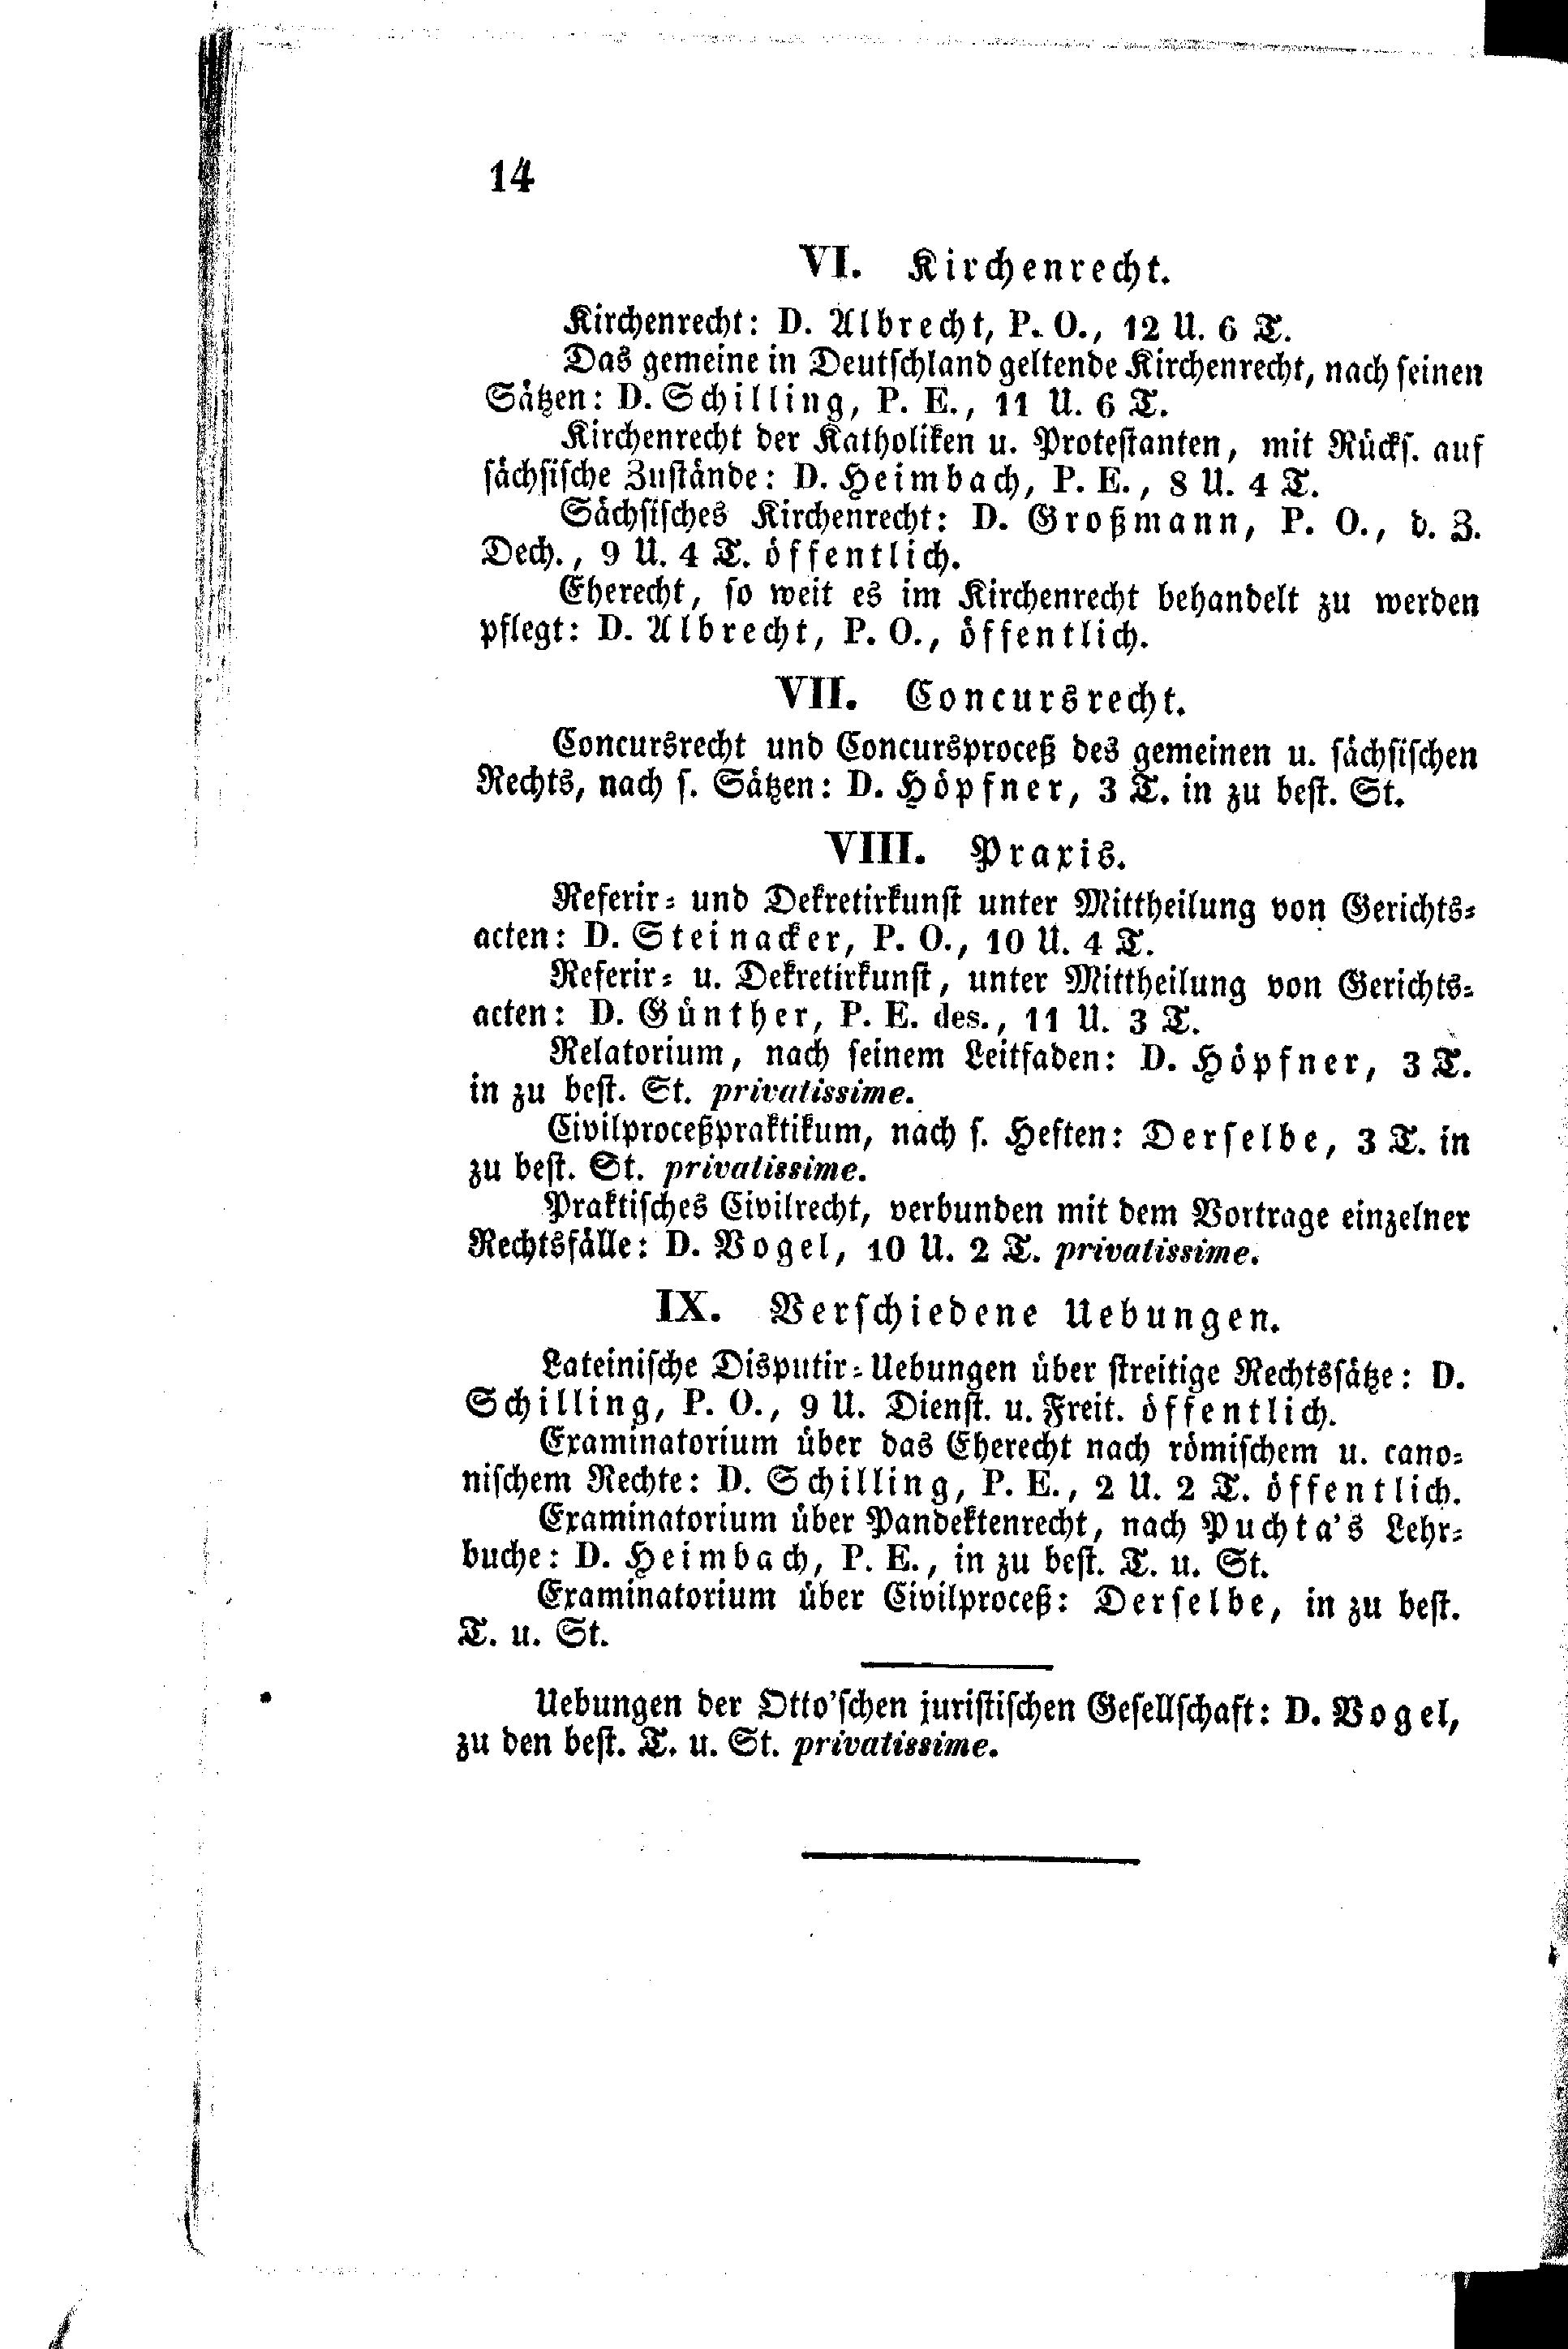 14
VI. Kirchenrecht.
Kirchenrecht: D. Albrecht, P. O., 12 U. 6 T.
Das gemeine in Deutschland geltende Kirchenrecht, nach seinen
Sätzen: D. Schilling, P. E., 11 U. 6 T.
Kirchenrecht der Katholiken u. Protestanten, mit Rücks. auf
sächsische Zustände: D. Heimbach, P. E., 8 U. 4 T.
Sächsisches Kirchenrecht: D. Großmann, P. O., d. Z.
Dech., 9 U. 4 T. öffentlich.
Eherecht, so weit es im Kirchenrecht behandelt zu werden
pflegt: D. Albrecht, P. O., öffentlich.
VII. Concursrecht.
Concursrecht und Concursproceß des gemeinen u. sächsischen
Rechts, nach s. Sätzen: D. Höpfner, 3 T. in zu best. St.
VIII. Praxis.
Referir- und Dekretirkunst unter Mittheilung von Gerichts-
acten: D. Steinacker, P. O., 10 U. 4 T.
Referir- u. Dekretirkunst, unter Mittheilung von Gerichts-
acten: D. Günther, P. E. des., 11 U. 3 T.
Relatorium, nach seinem Leitfaden: D. Höpfner, 3 T.
in zu best. St. privatissime.
Civilproceßpraktikum, nach s. Heften: Derselbe, 3 T. in
zu best. St. privatissime.
Praktisches Civilrecht, verbunden mit dem Vortrage einzelner
Rechtsfälle: D. Vogel, 10 U. 2 T. privatissime.
IX. Verschiedene Uebungen.
Lateinische Disputir-Uebungen über streitige Rechtssätze: D.
Schilling, P. O., 9 U. Dienst. u. Freit. öffentlich.
Examinatorium über das Eherecht nach römischem u. cano-
nischem Rechte: D. Schilling, P. E., 2 U. 2 T. öffentlich.
Examinatorium über Pandektenrecht, nach Puchta's Lehr-
buche: D. Heimbach, P. E., in zu best. T. u. St.
Examinatorium über Civilproceß: Derselbe, in zu best.
T. u. St.
Uebungen der Otto'schen juristischen Gesellschaft: D. Vogel,
zu den best. T. u. St. privatissime.